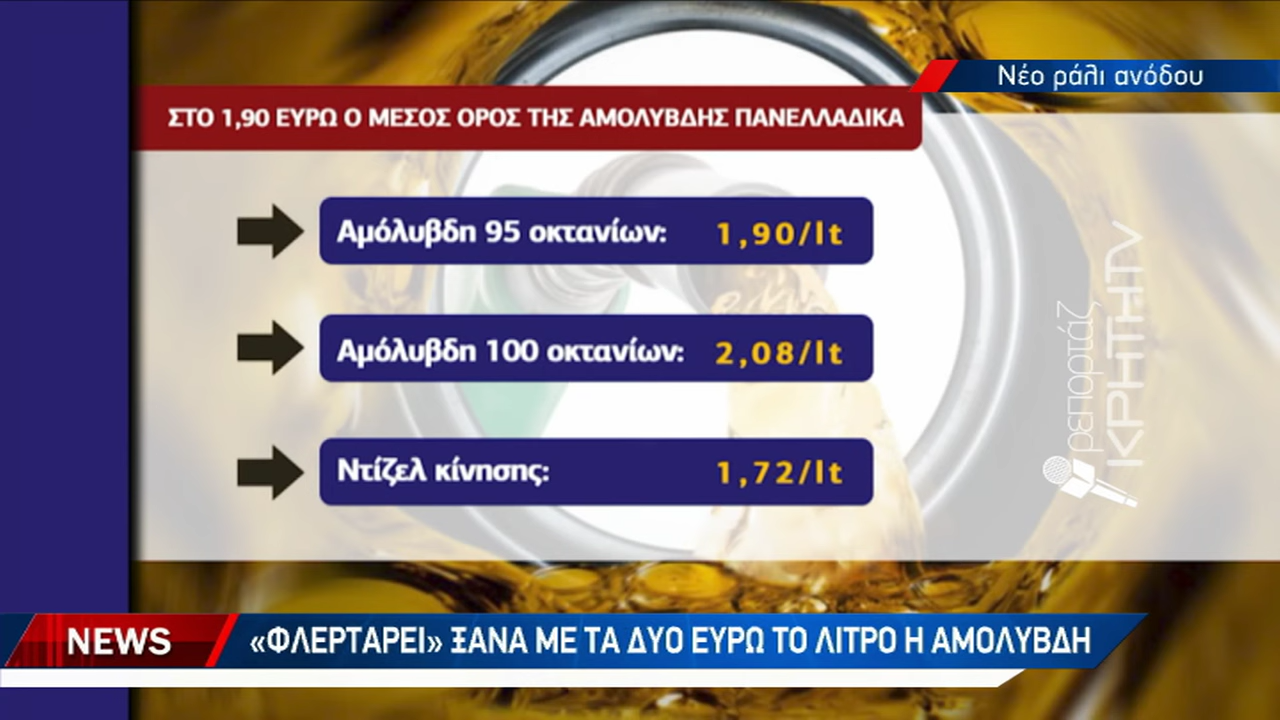 Νέο ράλι ανόδου
ΣΤΟ 1,90 ΕΥΡΩ Ο ΜΕΣΟΣ ΟΡΟΣ ΤΗΣ ΑΜΟΛΥΒΔΗΣ ΠΑΝΕΛΛΑΔΙΚΑ
Αμόλυβδη 95 οκτανίων: 1,90/lt
Αμόλυβδη 100 οκτανίων: 2,08/lt
Ντίζελ κίνησης: 1,72/lt
ρεπορτάζ
ΚΡΗΤΗTV
NEWS «ΦΛΕΡΤΑΡΕΙ» ΞΑΝΑ ΜΕ ΤΑ ΔΥΟ ΕΥΡΩ ΤΟ ΛΙΤΡΟ Η ΑΜΟΛΥΒΔΗ